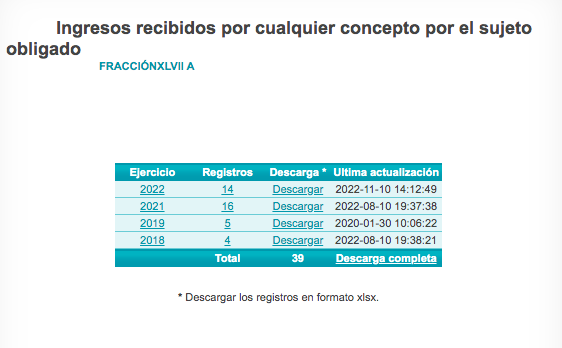 Ingresos recibidos por cualquier concepto por el sujeto
obligado
FRACCIÓNXLVII A
Ejercicio Registros Descarga * Ultima actualización
2022 14 Descargar 2022-11-10 14:12:49
2021 16 Descargar 2022-08-10 19:37:38
2019 5 Descargar 2020-01-30 10:06:22
2018 4 Descargar 2022-08-10 19:38:21
Total 39 Descarga completa
* Descargar los registros en formato xlsx.